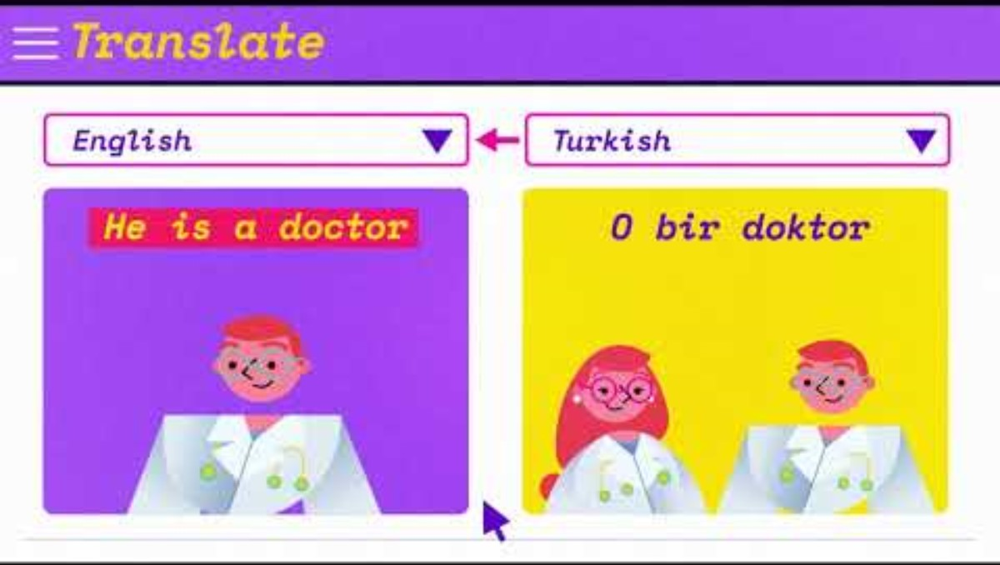 Translate
English
Turkish
He is a doctor
O bir doktor